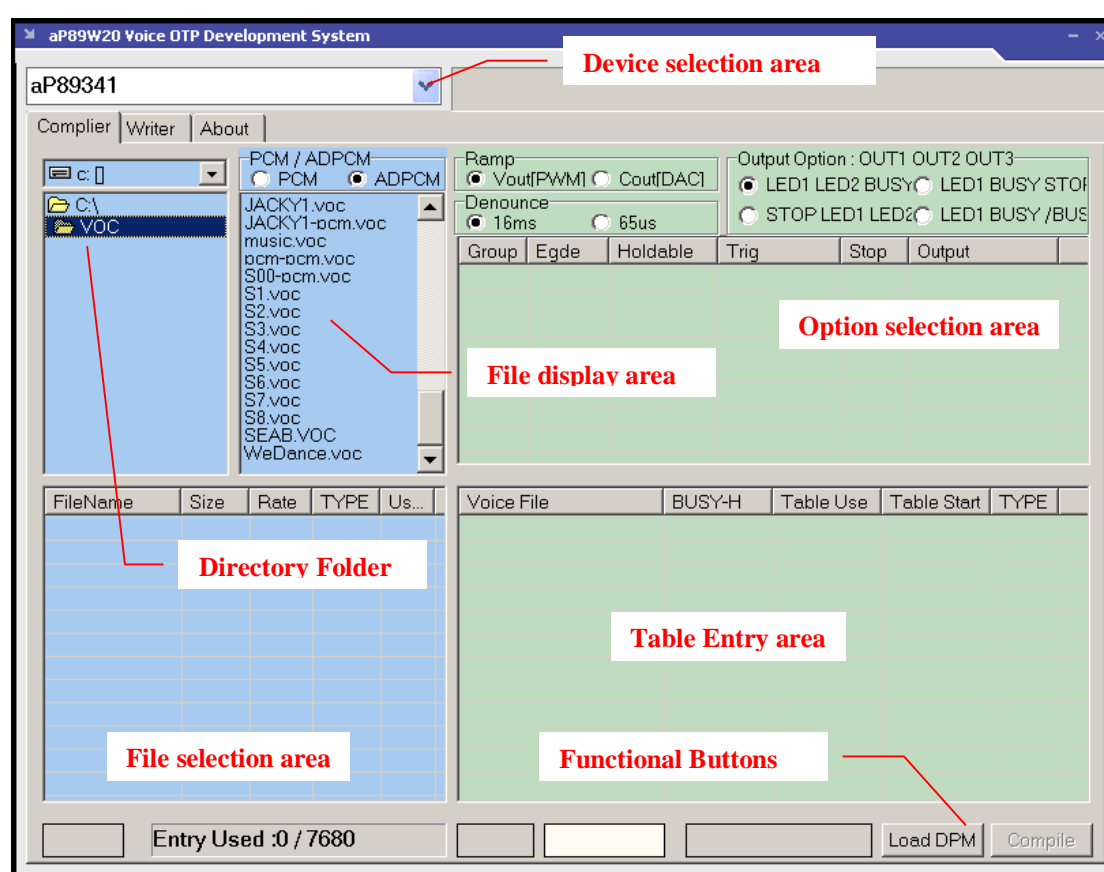 aP89W20 Voice OTP Development System
Device selection area
aP89341
Complier Writer About
c: []
C:\
VOC
PCM / ADPCM
PCM ADPCM
JACKY1.voc
JACKY1-pcm.voc
music.voc
pcm-pcm.voc
S00-pcm.voc
S1.voc
S2.voc
S3.voc
S4.voc
S5.voc
S6.voc
S7.voc
S8.voc
SEAB.VOC
WeDance.voc
Ramp
Vout[PWM] Cout[DAC]
Denounce
16ms 65us
Output Option : OUT1 OUT2 OUT3
LED1 LED2 BUSY LED1 BUSY STOP
STOP LED1 LED2 LED1 BUSY /BUS
Group Egde Holdable Trig Stop Output
Option selection area
File display area
FileName Size Rate TYPE Us...
Directory Folder
File selection area
Voice File BUSY-H Table Use Table Start TYPE
Table Entry area
Functional Buttons
Entry Used :0 / 7680
Load DPM Compile